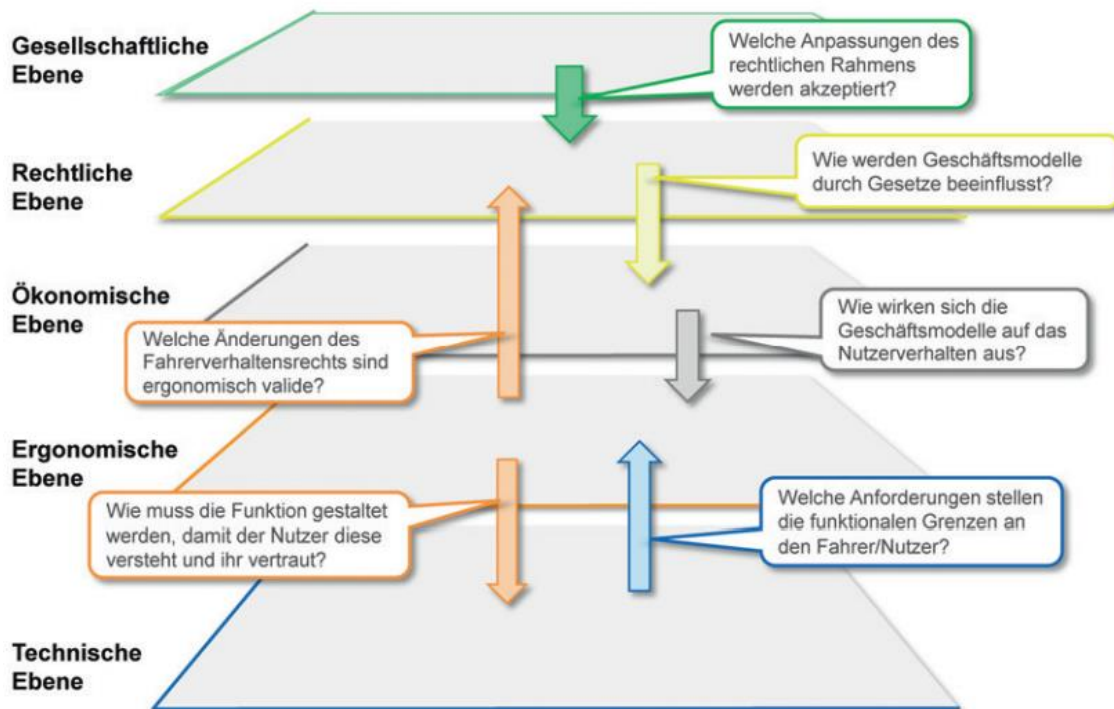 Gesellschaftliche
Ebene
Welche Anpassungen des
rechtlichen Rahmens
werden akzeptiert?
Rechtliche
Ebene
Wie werden Geschäftsmodelle
durch Gesetze beeinflusst?
Ökonomische
Ebene
Welche Änderungen des
Fahrerverhaltensrechts sind
ergonomisch valide?
Wie wirken sich die
Geschäftsmodelle auf das
Nutzerverhalten aus?
Ergonomische
Ebene
Wie muss die Funktion gestaltet
werden, damit der Nutzer diese
versteht und ihr vertraut?
Welche Anforderungen stellen
die funktionalen Grenzen an
den Fahrer/Nutzer?
Technische
Ebene